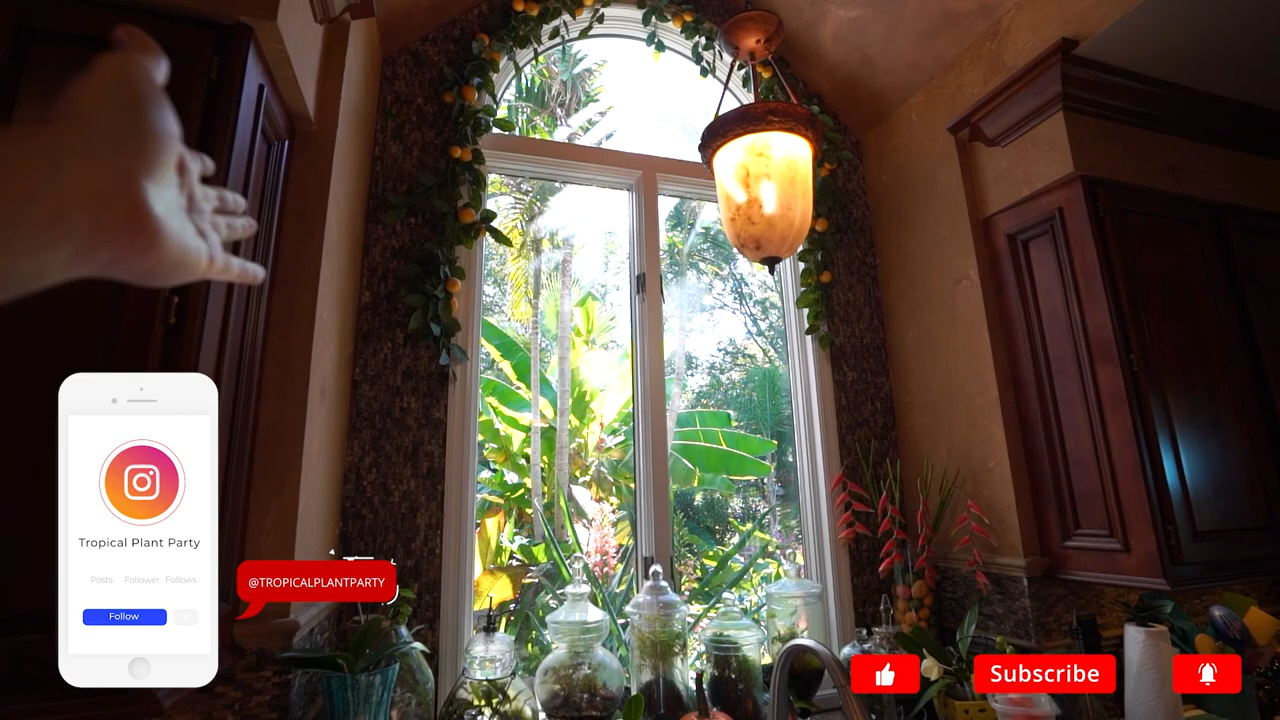 Tropical Plant Party
Posts Follower Follows
Follow
@TROPICALPLANTPARTY
Subscribe